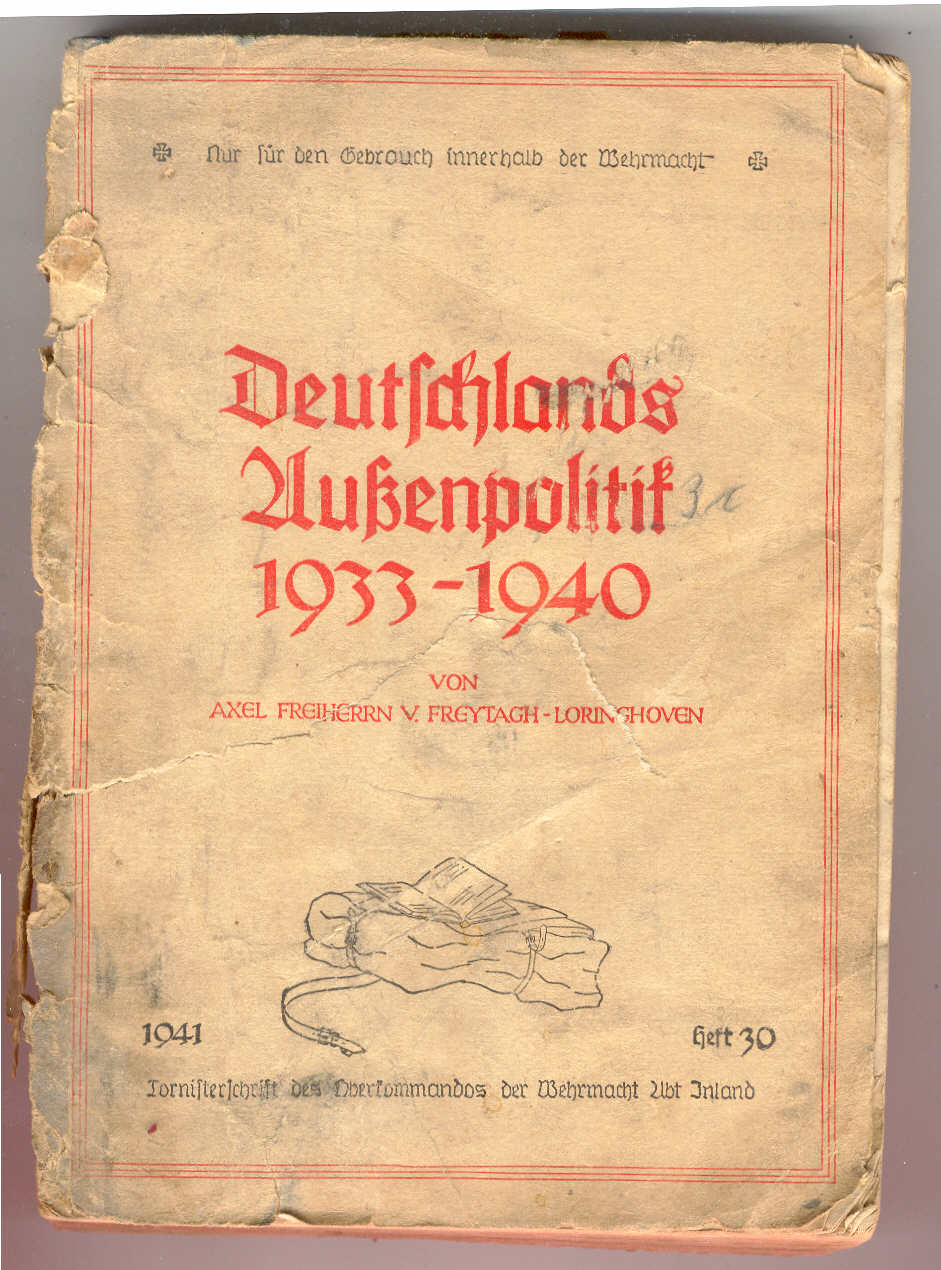 Nur für den Gebrauch innerhalb der Wehrmacht
Deutschlands
Außenpolitik
1933-1940
VON
AXEL FREIHERRN V. FREYTAGH-LORINGHOVEN
1941 Heft 30
Tornisterschrift des Oberkommandos der Wehrmacht Abt Inland